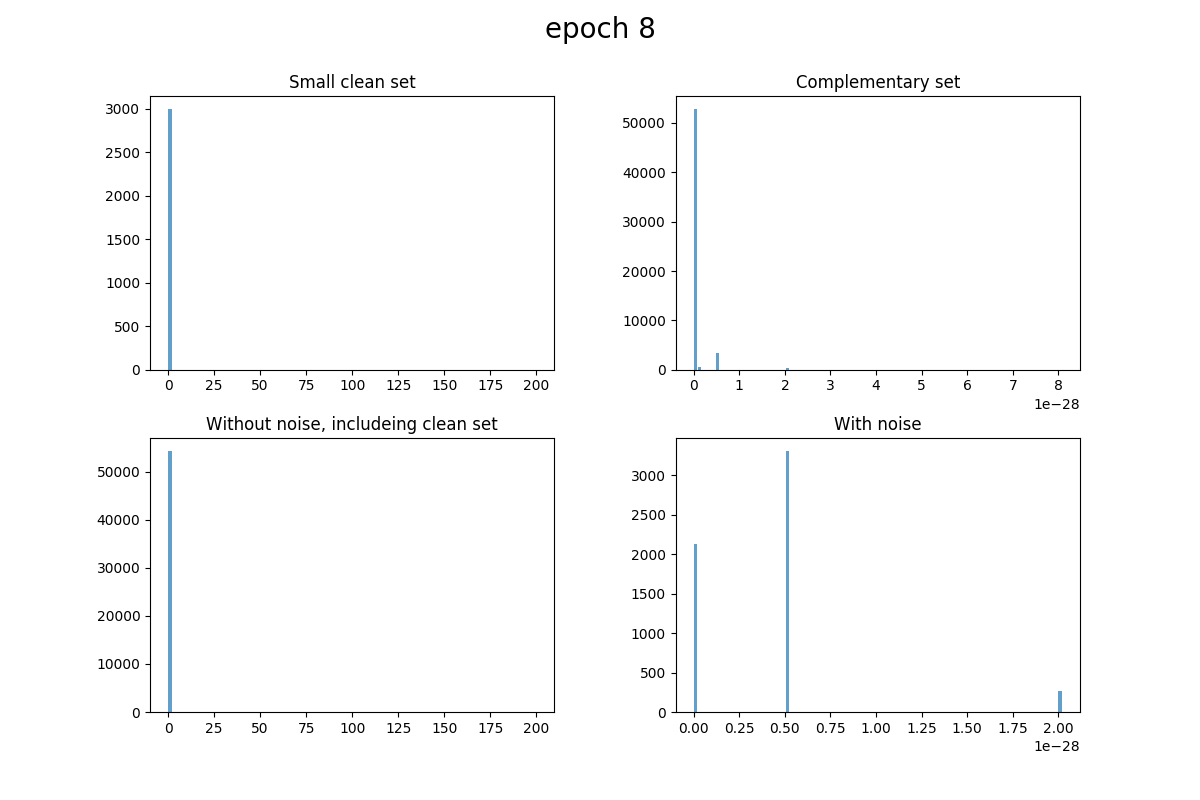 epoch 8
Small clean set
3000
2500
2000
1500
1000
500
0
0 25 50 75 100 125 150 175 200
Complementary set
50000
40000
30000
20000
10000
0
0 1 2 3 4 5 6 7 8
1e−28
Without noise, includeing clean set
50000
40000
30000
20000
10000
0
0 25 50 75 100 125 150 175 200
With noise
3000
2500
2000
1500
1000
500
0
0.00 0.25 0.50 0.75 1.00 1.25 1.50 1.75 2.00
1e−28